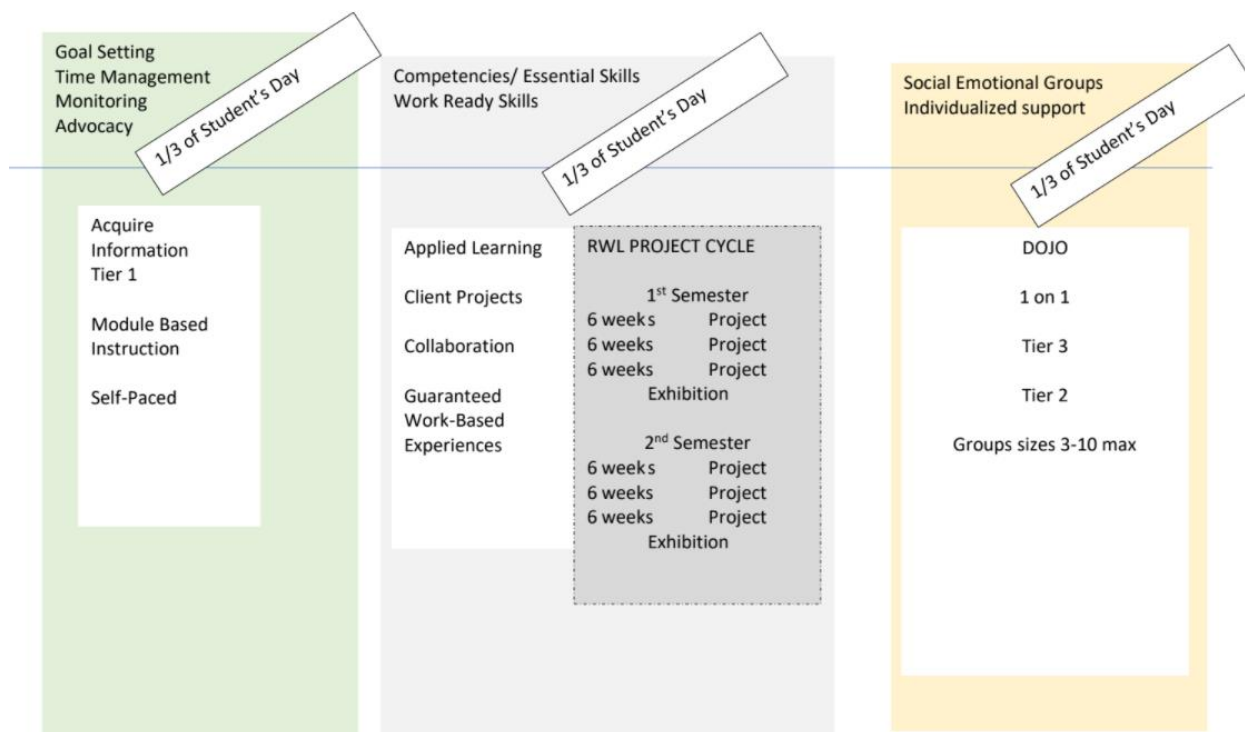 Goal Setting
Time Management
Monitoring
Advocacy
1/3 of Student's Day
Acquire
Information
Tier 1
Module Based
Instruction
Self-Paced
Competencies/ Essential Skills
Work Ready Skills
1/3 of Student's Day
Applied Learning
Client Projects
Collaboration
Guaranteed
Work-Based
Experiences
RWL PROJECT CYCLE
1st Semester
6 weeks Project
6 weeks Project
6 weeks Project
Exhibition
2nd Semester
6 weeks Project
6 weeks Project
6 weeks Project
Exhibition
Social Emotional Groups
Individualized support
1/3 of Student's Day
DOJO
1 on 1
Tier 3
Tier 2
Groups sizes 3-10 max